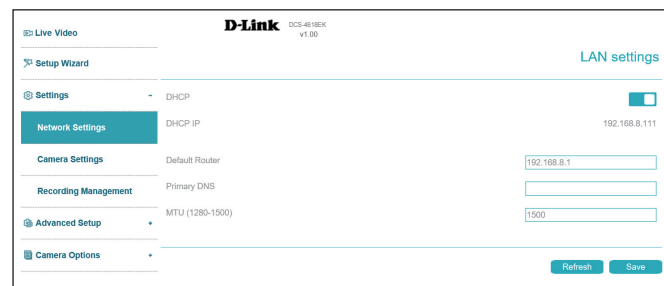 D-Link DCS-4618EK
v1.00
Live Video
Setup Wizard
Settings -
Network Settings
Camera Settings
Recording Management
Advanced Setup +
Camera Options +
LAN settings
DHCP
DHCP IP 192.168.8.111
Default Router 192.168.8.1
Primary DNS
MTU (1280-1500) 1500
Refresh Save